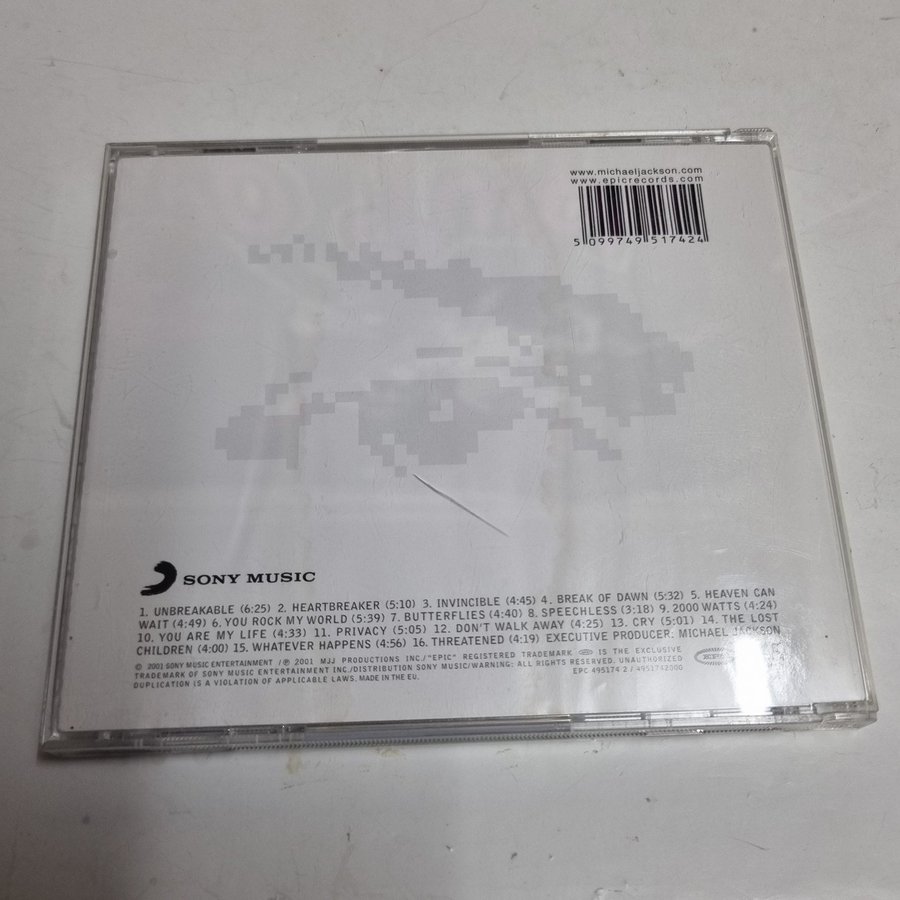 www.michaeljackson.com
www.epicrecords.com
5 099749 517424
SONY MUSIC
1. UNBREAKABLE (6:25) 2. HEARTBREAKER (5:10) 3. INVINCIBLE (4:45) 4. BREAK OF DAWN (5:32) 5. HEAVEN CAN
WAIT (4:49) 6. YOU ROCK MY WORLD (5:39) 7. BUTTERFLIES (4:40) 8. SPEECHLESS (3:18) 9. 2000 WATTS (4:24)
10. YOU ARE MY LIFE (4:33) 11. PRIVACY (5:05) 12. DON'T WALK AWAY (4:25) 13. CRY (5:01) 14. THE LOST
CHILDREN (4:00) 15. WHATEVER HAPPENS (4:56) 16. THREATENED (4:19) EXECUTIVE PRODUCER: MICHAEL JACKSON
© 2001 SONY MUSIC ENTERTAINMENT / ℗ 2001 MJJ PRODUCTIONS INC./"EPIC" REGISTERED TRADEMARK IS THE EXCLUSIVE
TRADEMARK OF SONY MUSIC ENTERTAINMENT INC./DISTRIBUTION SONY MUSIC/WARNING: ALL RIGHTS RESERVED. UNAUTHORIZED
DUPLICATION IS A VIOLATION OF APPLICABLE LAWS. MADE IN THE EU. EPC 495174 2 / 4951742000